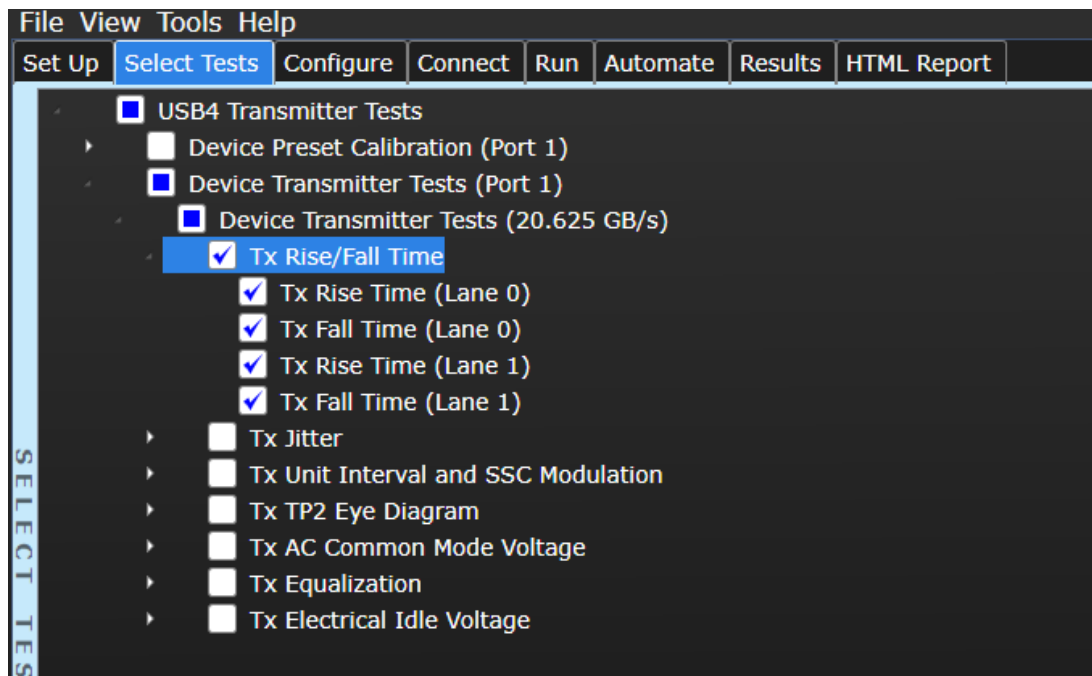 File View Tools Help
Set Up Select Tests Configure Connect Run Automate Results HTML Report
USB4 Transmitter Tests
Device Preset Calibration (Port 1)
Device Transmitter Tests (Port 1)
Device Transmitter Tests (20.625 GB/s)
Tx Rise/Fall Time
Tx Rise Time (Lane 0)
Tx Fall Time (Lane 0)
Tx Rise Time (Lane 1)
Tx Fall Time (Lane 1)
Tx Jitter
Tx Unit Interval and SSC Modulation
Tx TP2 Eye Diagram
Tx AC Common Mode Voltage
Tx Equalization
Tx Electrical Idle Voltage
SELECT TES